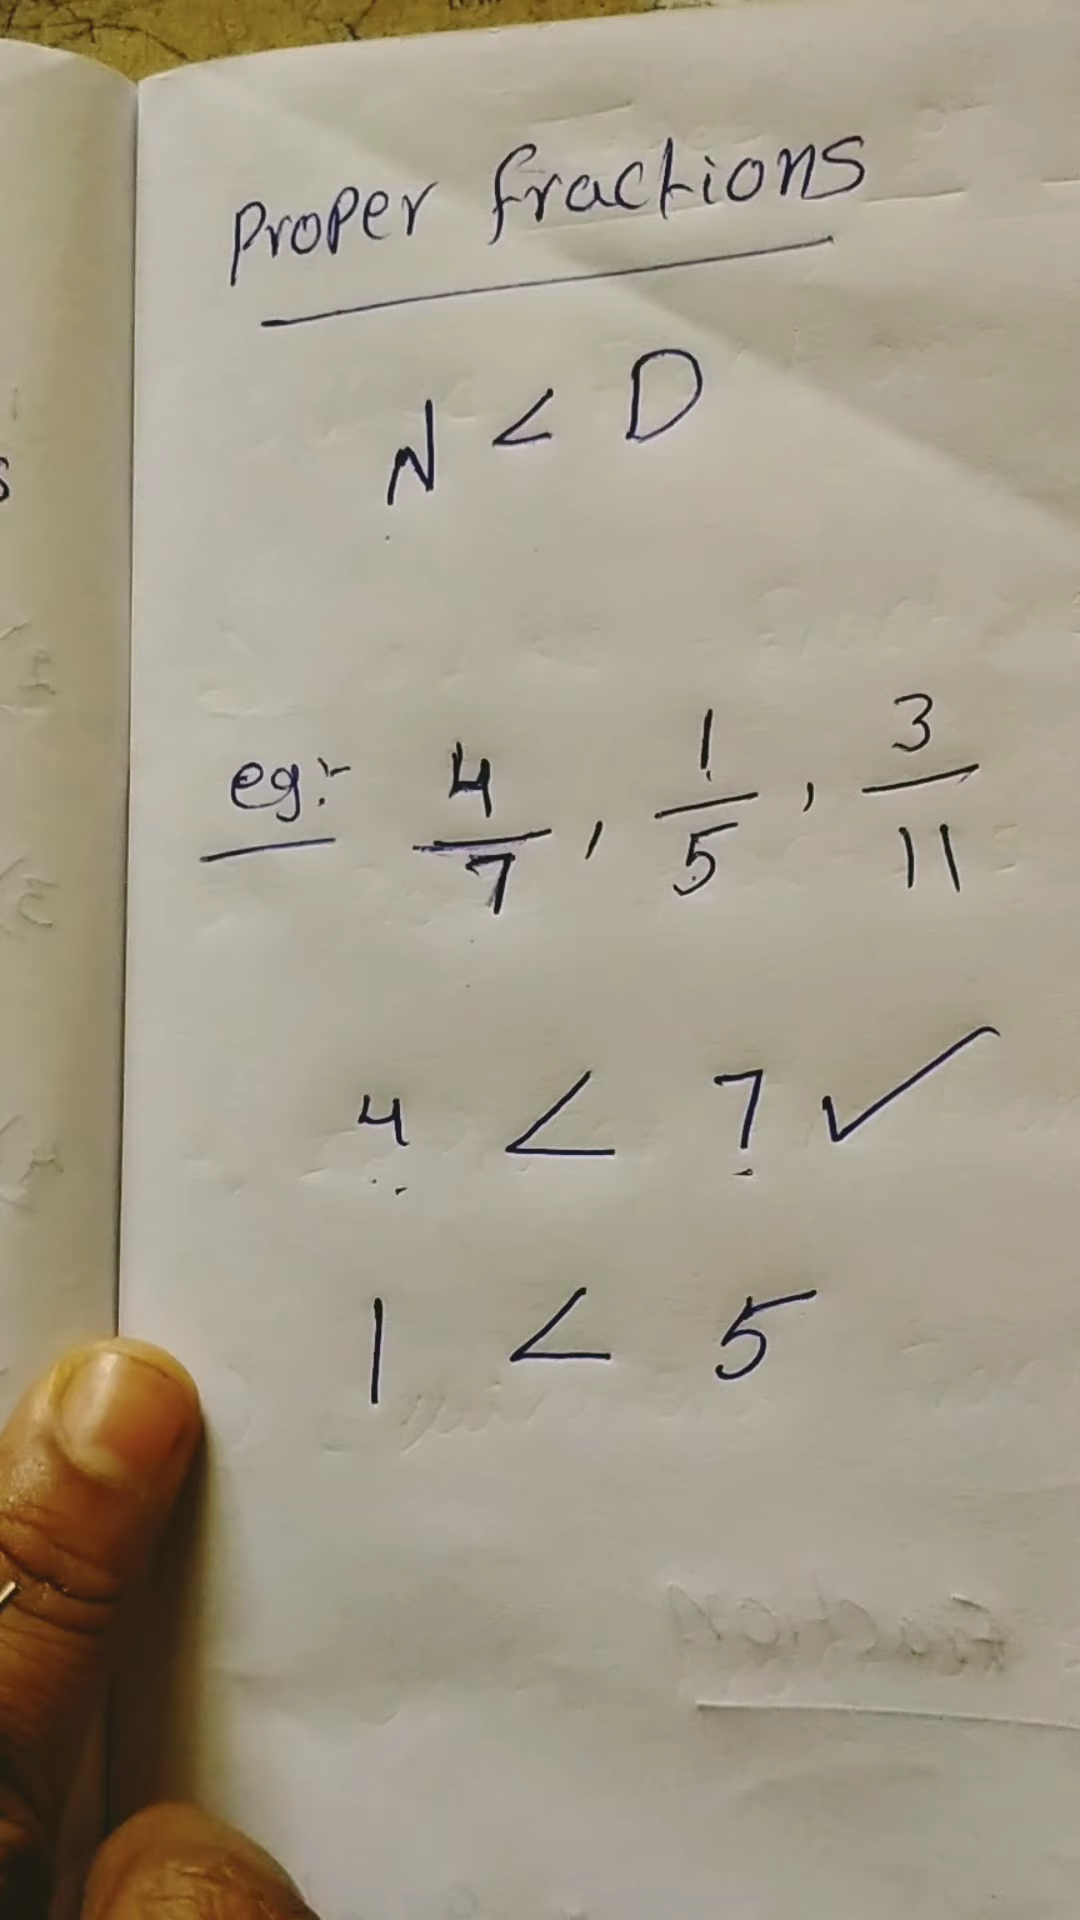 Proper fractions
N < D
eg:- 4/7, 1/5, 3/11
4 < 7 ✓
1 < 5